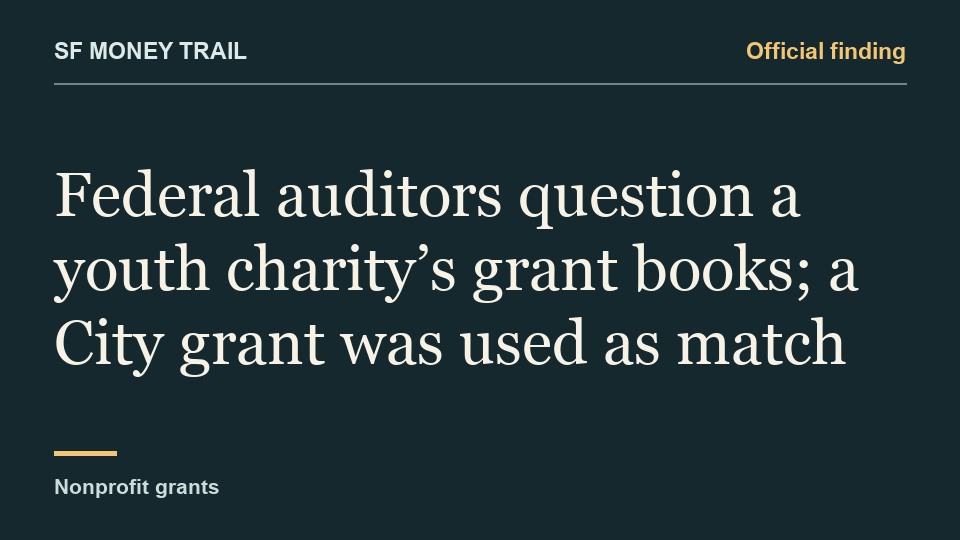 SF MONEY TRAIL
Official finding
Federal auditors question a
youth charity’s grant books; a
City grant was used as match
Nonprofit grants